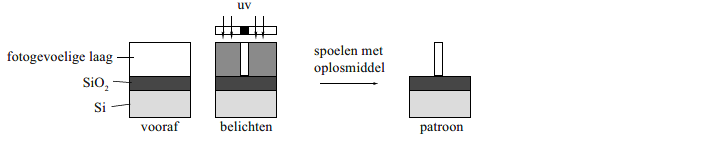 uv
fotogevoelige laag
SiO₂
Si
spoelen met
oplosmiddel
vooraf
belichten
patroon